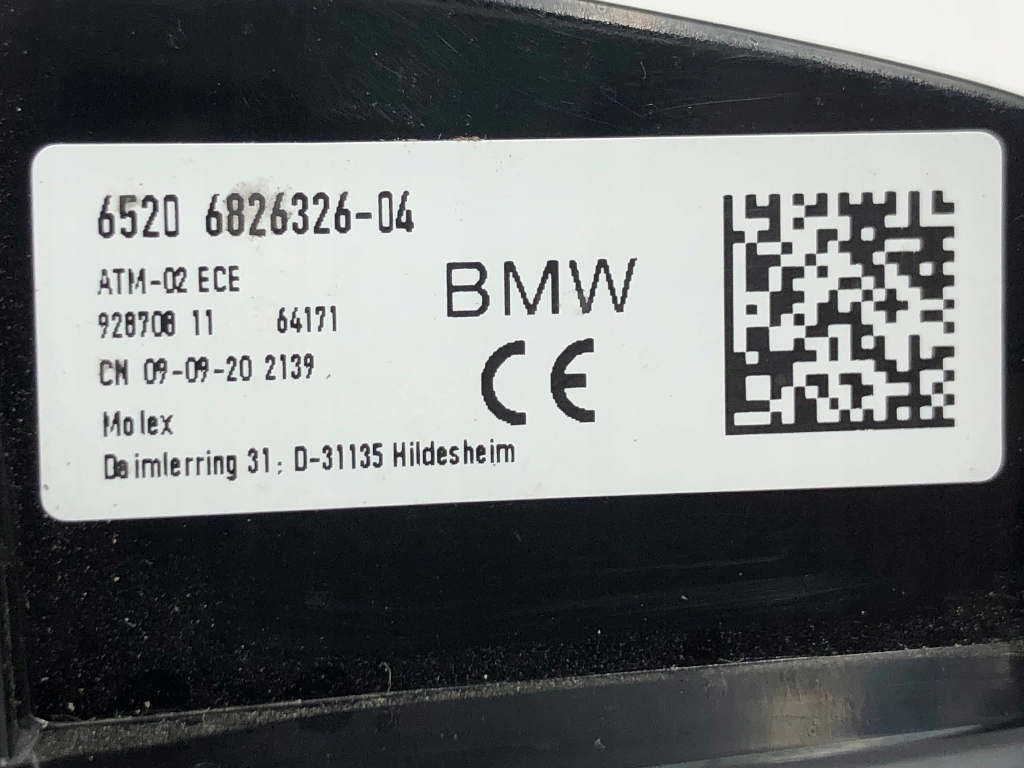 6520 6826326-04
ATM-02 ECE
928708 11 64171
CN 09-09-20 2139
Molex
Daimlerring 31; D-31135 Hildesheim
BMW
CE